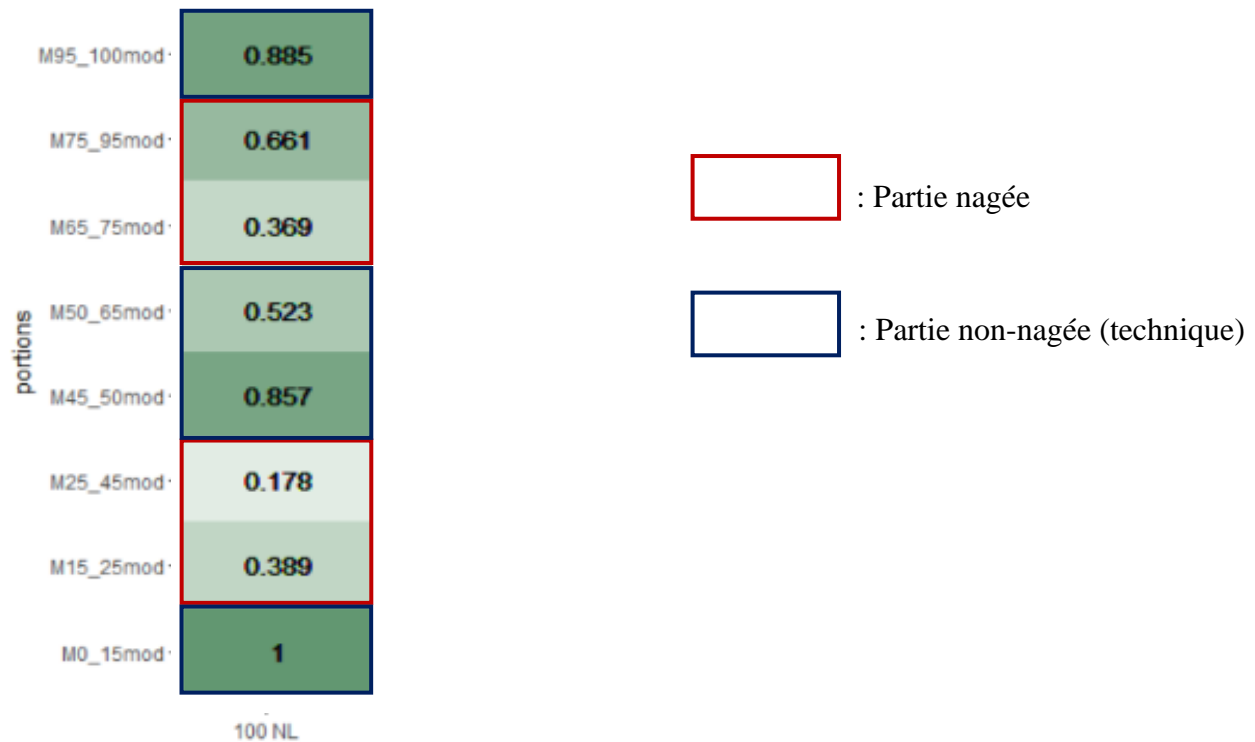 M95_100mod
0.885
M75_95mod
0.661
M65_75mod
0.369
M50_65mod
0.523
M45_50mod
0.857
M25_45mod
0.178
M15_25mod
0.389
M0_15mod
1
portions
100 NL
: Partie nagée
: Partie non-nagée (technique)